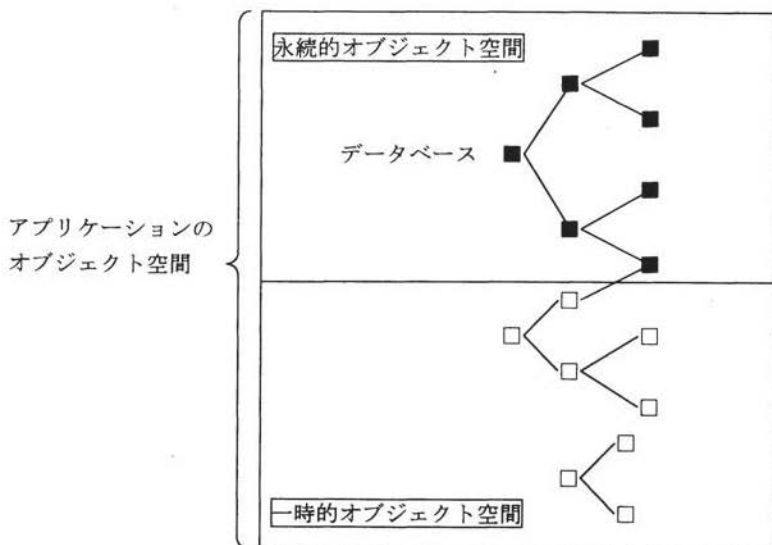 永続的オブジェクト空間
データベース
アプリケーションの
オブジェクト空間
一時的オブジェクト空間